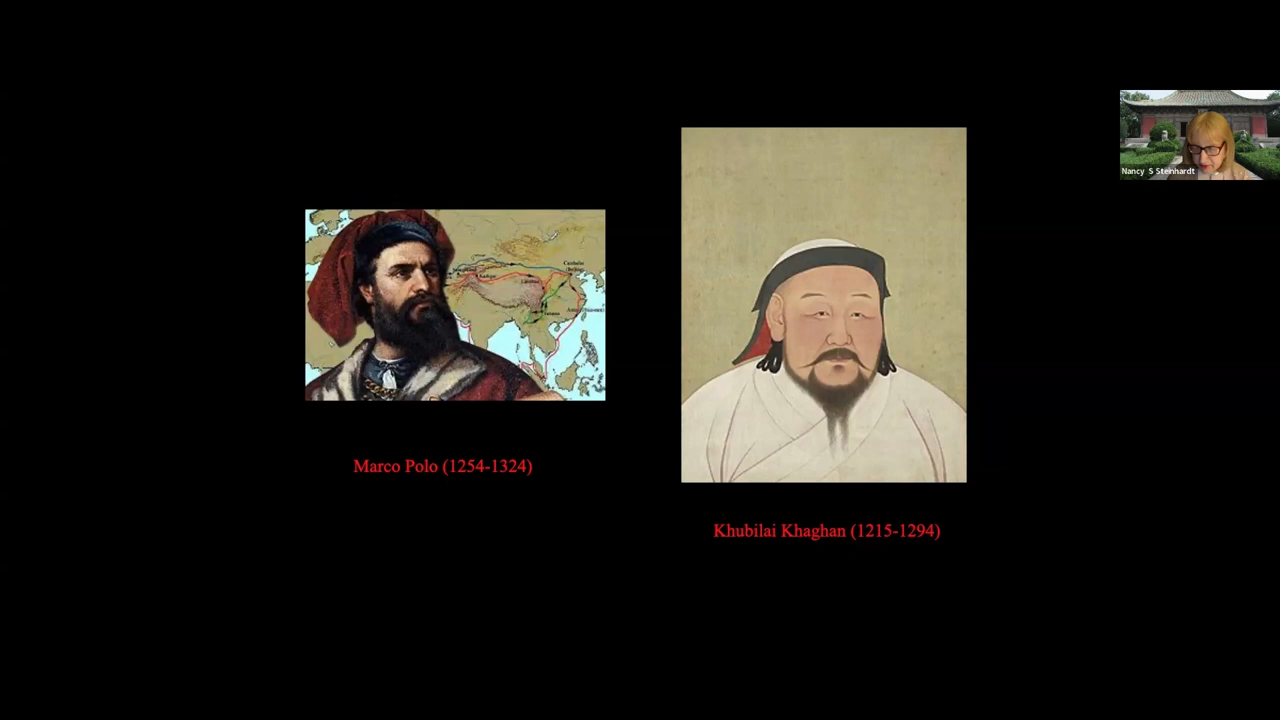 Nancy S Steinhardt
Marco Polo (1254-1324)
Khubilai Khaghan (1215-1294)